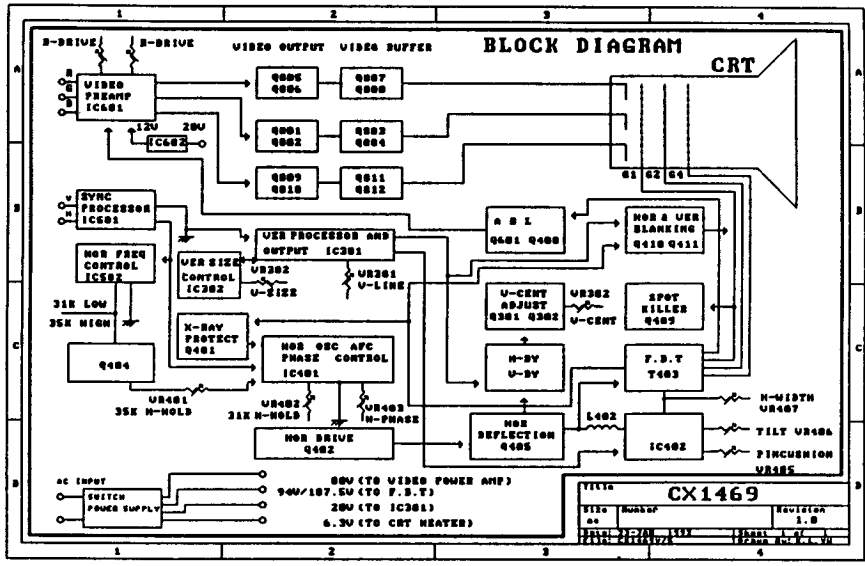 1 2 3 4
BLOCK DIAGRAM
CRT
VIDEO OUTPUT VIDEO BUFFER
VIDEO
PREAMP
IC601
12V 20V
IC602
Q805
Q806
Q807
Q808
Q801
Q802
Q803
Q804
Q809
Q810
Q811
Q812
G1 G2 G4
SYNC
PROCESSOR
IC501
VER PROCESSOR AND
OUTPUT IC301
A B L
Q601 Q408
HOR & VER
BLANKING
Q410 Q411
HOR FREQ
CONTROL
IC502
VER SIZE
CONTROL
IC302
VR302
V-SIZE
VR301
V-LINE
V-CENT
ADJUST
Q301 Q302
VR302
V-CENT
SPOT
KILLER
Q409
31K LOW
35K HIGH
X-RAY
PROTECT
Q401
HOR OSC AFC
PHASE CONTROL
IC401
H-DY
V-DY
F.B.T
T403
Q404
VR401
35K H-HOLD
VR402
31K H-HOLD
VR403
H-PHASE
HOR DRIVE
Q402
HOR
DEFLECTION
Q405
L402
IC402
H-WIDTH
VR407
TILT VR406
PINCUSHION
VR405
AC INPUT
SWITCH
POWER SUPPLY
80V (TO VIDEO POWER AMP)
94V/107.5V (TO F.B.T)
20V (TO IC301)
6.3V (TO CRT HEATER)
Title
CX1469
Size Number Revision
1.0
1 2 3 4